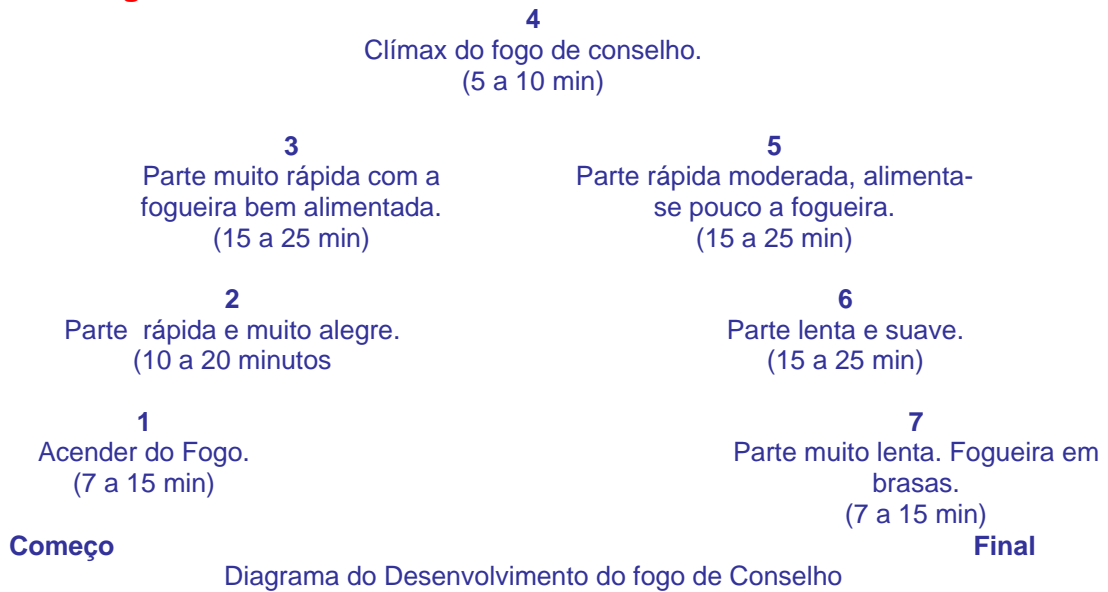 4
Clímax do fogo de conselho.
(5 a 10 min)
3
Parte muito rápida com a
fogueira bem alimentada.
(15 a 25 min)
5
Parte rápida moderada, alimenta-
se pouco a fogueira.
(15 a 25 min)
2
Parte rápida e muito alegre.
(10 a 20 minutos
6
Parte lenta e suave.
(15 a 25 min)
1
Acender do Fogo.
(7 a 15 min)
7
Parte muito lenta. Fogueira em
brasas.
(7 a 15 min)
Começo
Final
Diagrama do Desenvolvimento do fogo de Conselho